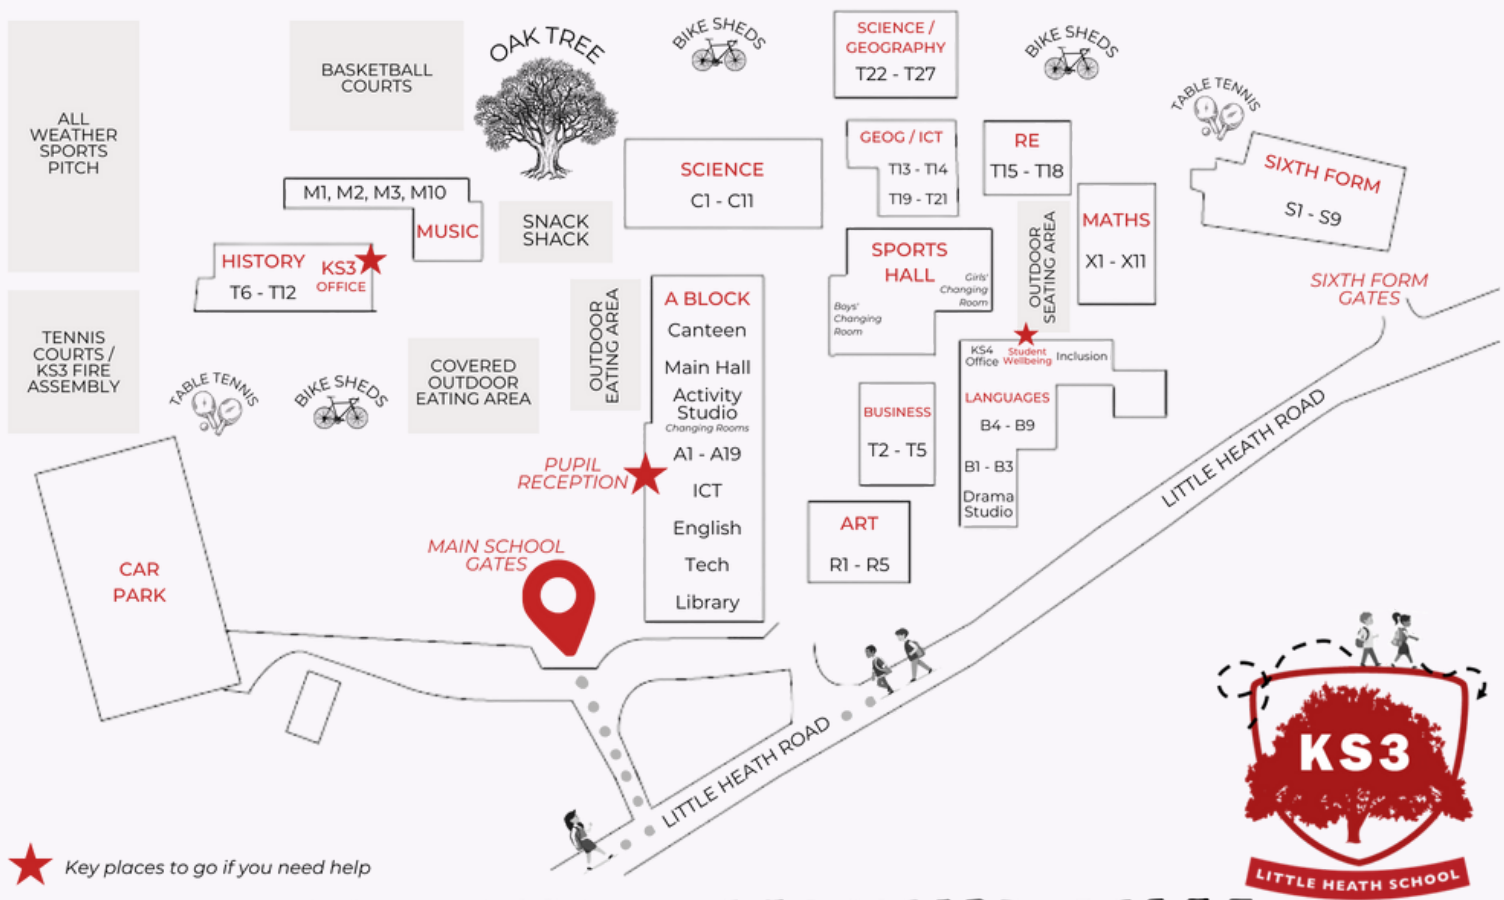 ALL
WEATHER
SPORTS
PITCH
BASKETBALL
COURTS
OAK TREE
BIKE SHEDS
SCIENCE /
GEOGRAPHY
T22 - T27
BIKE SHEDS
TABLE TENNIS
SCIENCE
C1 - C11
GEOG / ICT
T13 - T14
T19 - T21
RE
T15 - T18
SIXTH FORM
S1 - S9
M1, M2, M3, M10
MUSIC
SNACK
SHACK
HISTORY
T6 - T12
KS3
OFFICE
SPORTS
HALL
Girls'
Changing
Room
Boys'
Changing
Room
OUTDOOR
SEATING AREA
MATHS
X1 - X11
SIXTH FORM
GATES
TENNIS
COURTS /
KS3 FIRE
ASSEMBLY
TABLE TENNIS
BIKE SHEDS
COVERED
OUTDOOR
EATING AREA
OUTDOOR
EATING AREA
A BLOCK
Canteen
Main Hall
Activity
Studio
Changing Rooms
A1 - A19
ICT
English
Tech
Library
KS4
Office
Student
Wellbeing
Inclusion
LANGUAGES
B4 - B9
B1 - B3
Drama
Studio
BUSINESS
T2 - T5
ART
R1 - R5
PUPIL
RECEPTION
MAIN SCHOOL
GATES
CAR
PARK
LITTLE HEATH ROAD
LITTLE HEATH ROAD
KS3
LITTLE HEATH SCHOOL
Key places to go if you need help